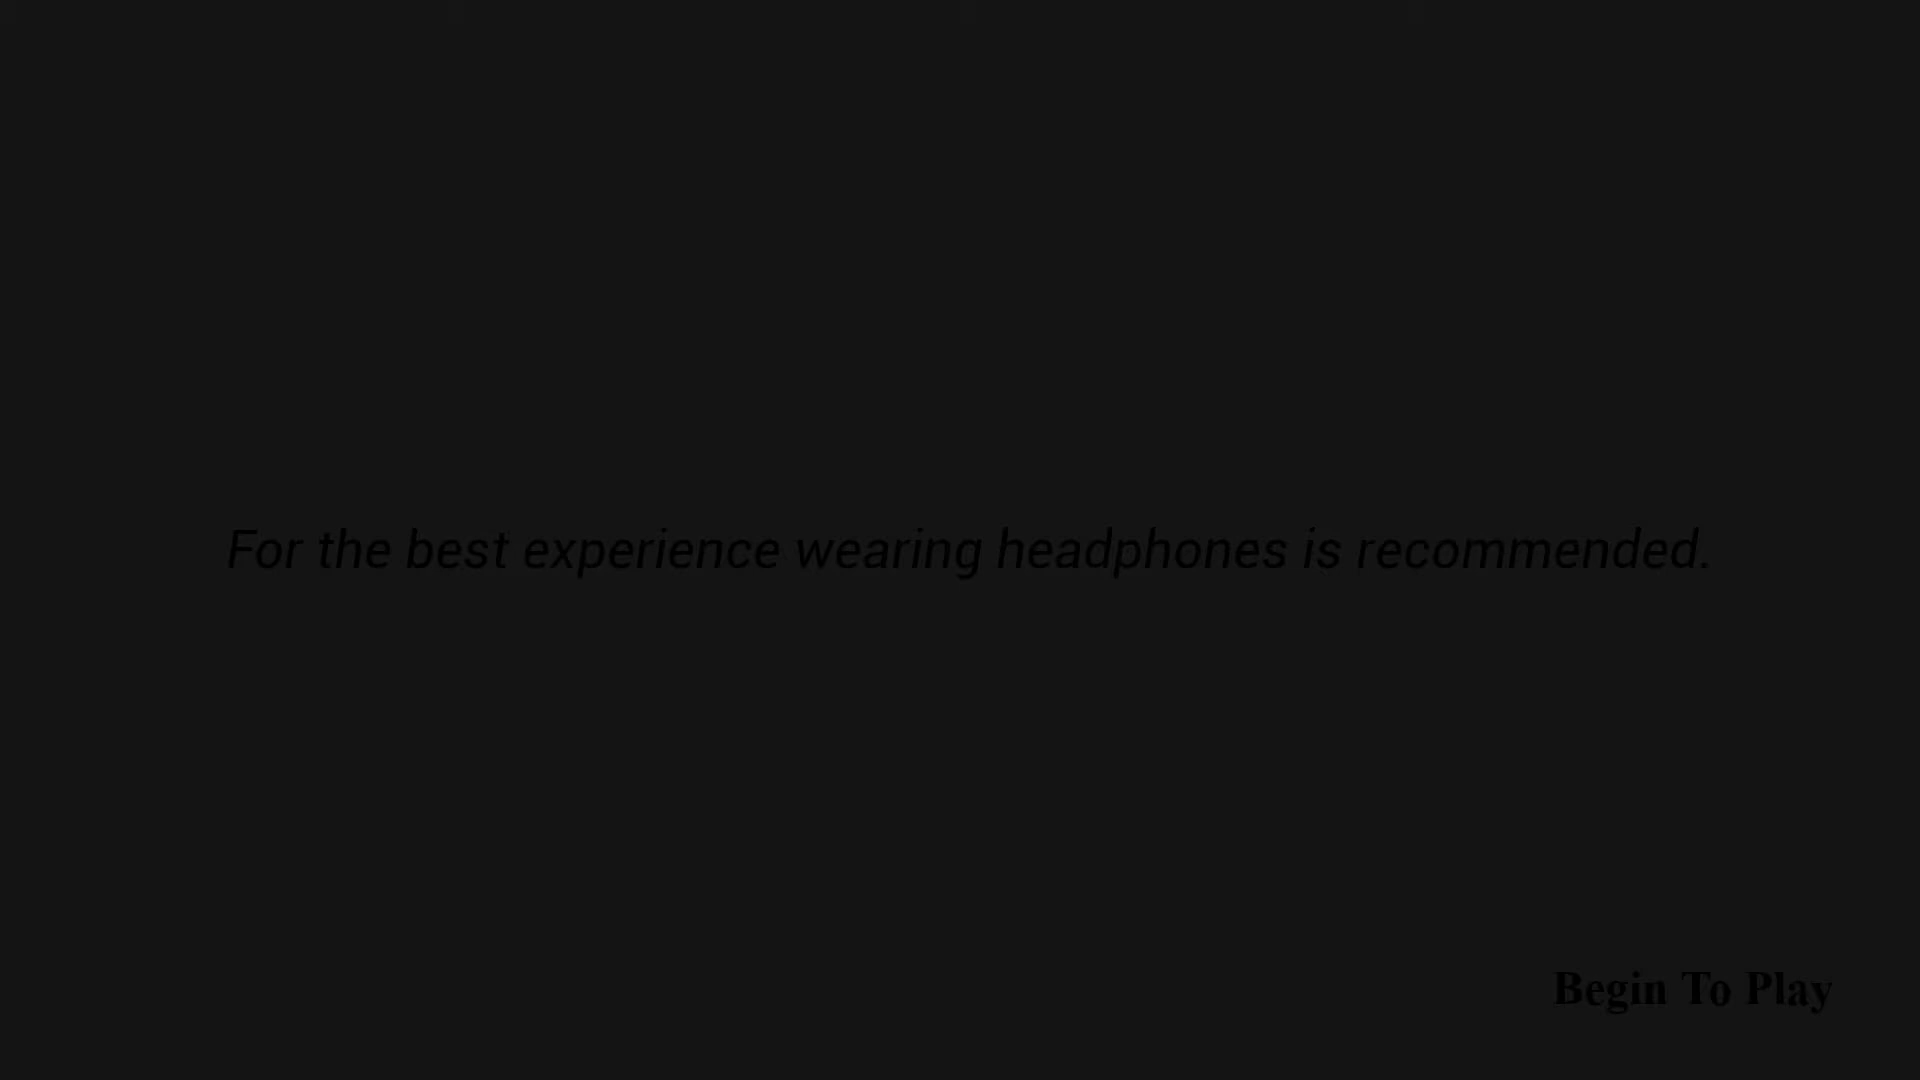 For the best experience wearing headphones is recommended.
Begin To Play